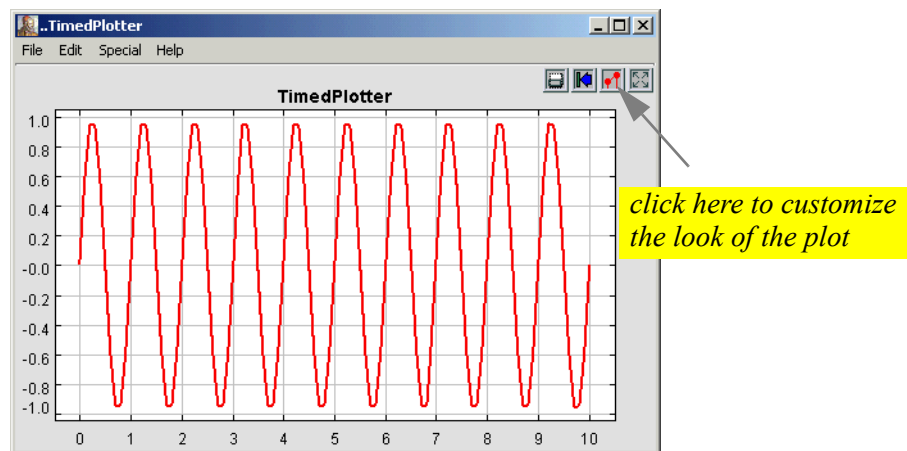 ..TimedPlotter
File Edit Special Help
TimedPlotter
1.0
0.8
0.6
0.4
0.2
-0.0
-0.2
-0.4
-0.6
-0.8
-1.0
0 1 2 3 4 5 6 7 8 9 10
click here to customize
the look of the plot